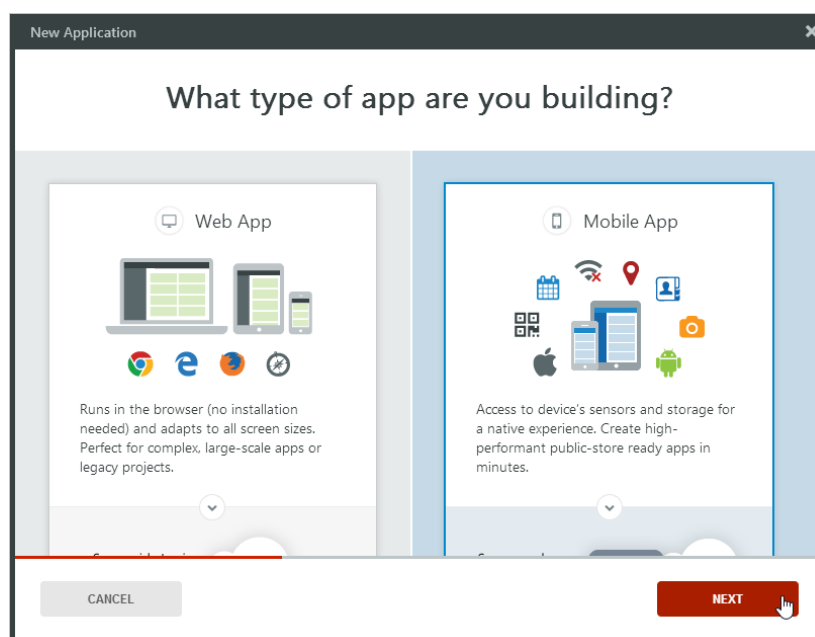 New Application
What type of app are you building?
Web App
Runs in the browser (no installation
needed) and adapts to all screen sizes.
Perfect for complex, large-scale apps or
legacy projects.
Mobile App
Access to device's sensors and storage for
a native experience. Create high-
performant public-store ready apps in
minutes.
CANCEL
NEXT